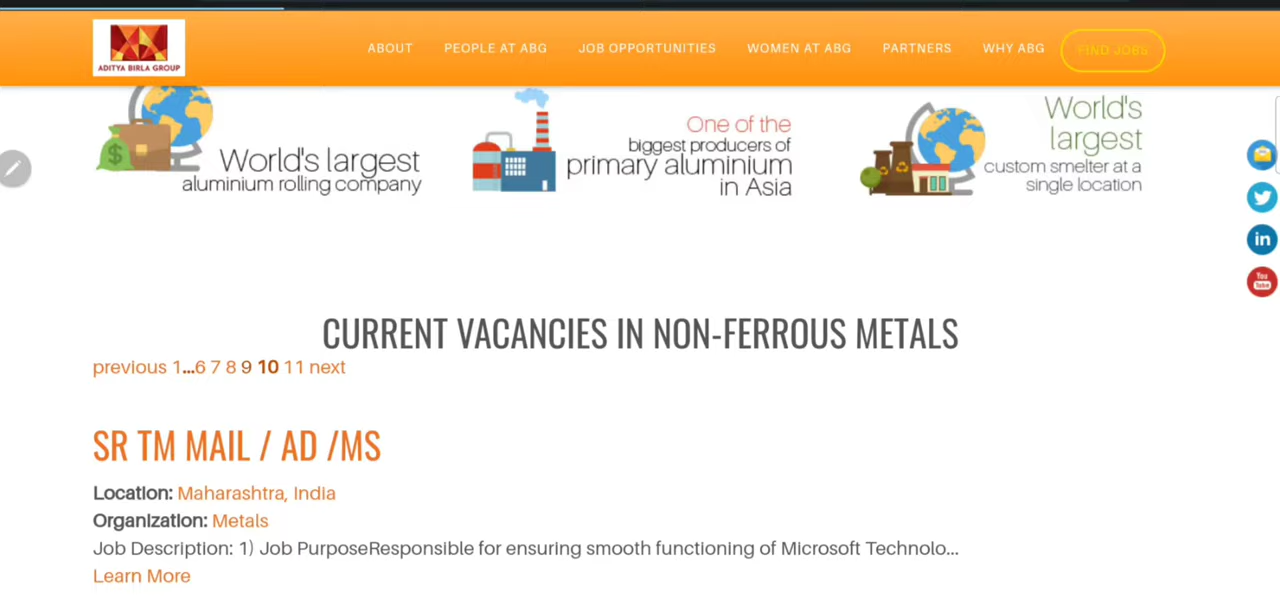 ADITYA BIRLA GROUP
ABOUT PEOPLE AT ABG JOB OPPORTUNITIES WOMEN AT ABG PARTNERS WHY ABG FIND JOBS
World's largest
aluminium rolling company
One of the
biggest producers of
primary aluminium
in Asia
World's
largest
custom smelter at a
single location
in
You
Tube
CURRENT VACANCIES IN NON-FERROUS METALS
previous 1...6 7 8 9 10 11 next
SR TM MAIL / AD /MS
Location: Maharashtra, India
Organization: Metals
Job Description: 1) Job PurposeResponsible for ensuring smooth functioning of Microsoft Technolo...
Learn More